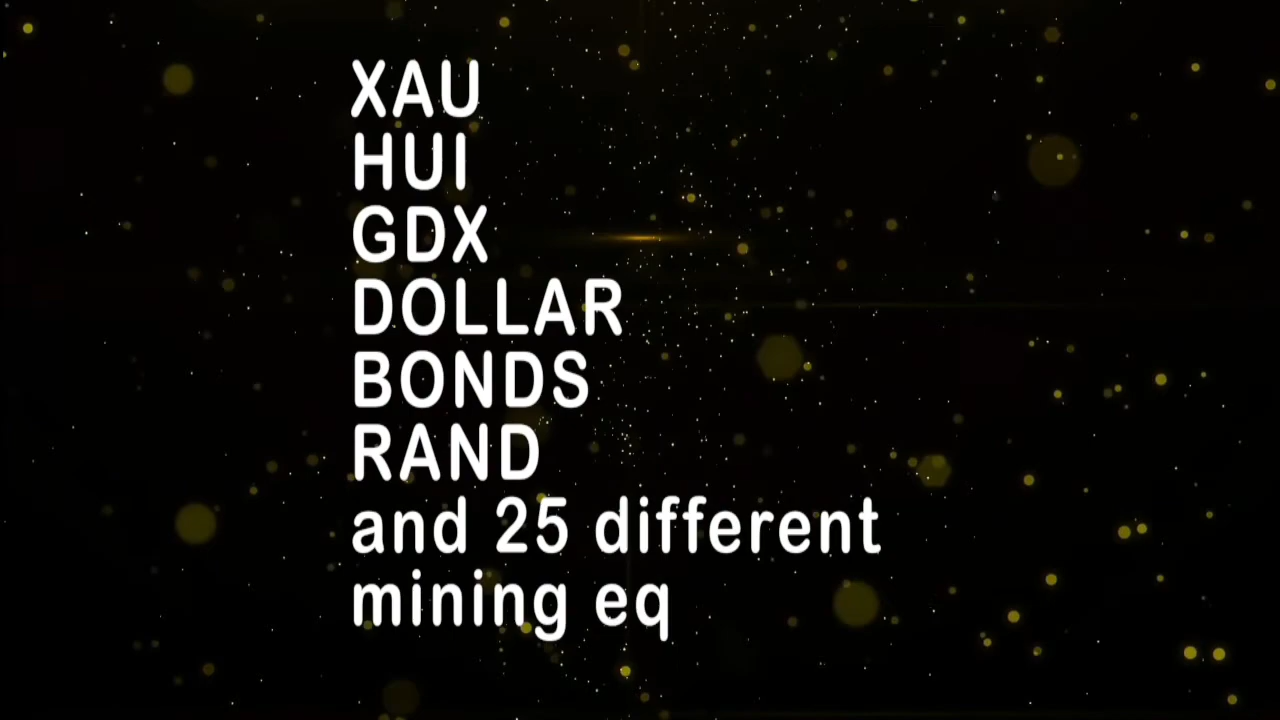 XAU
HUI
GDX
DOLLAR
BONDS
RAND
and 25 different
mining eq